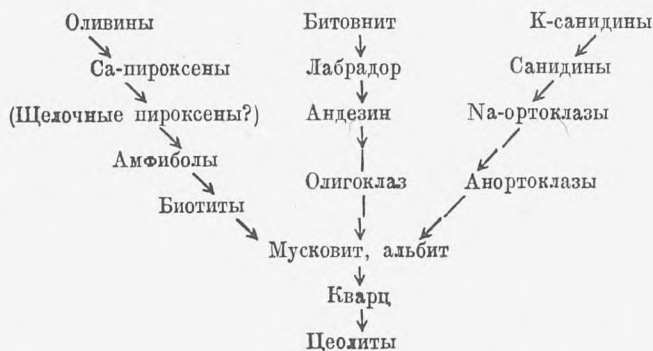 Оливины Битовнит К-санидины
Са-пироксены Лабрадор Санидины
(Щелочные пироксены?) Андезин Na-ортоклазы
Амфиболы
Олигоклаз Анортоклазы
Биотиты
Мусковит, альбит
Кварц
Цеолиты